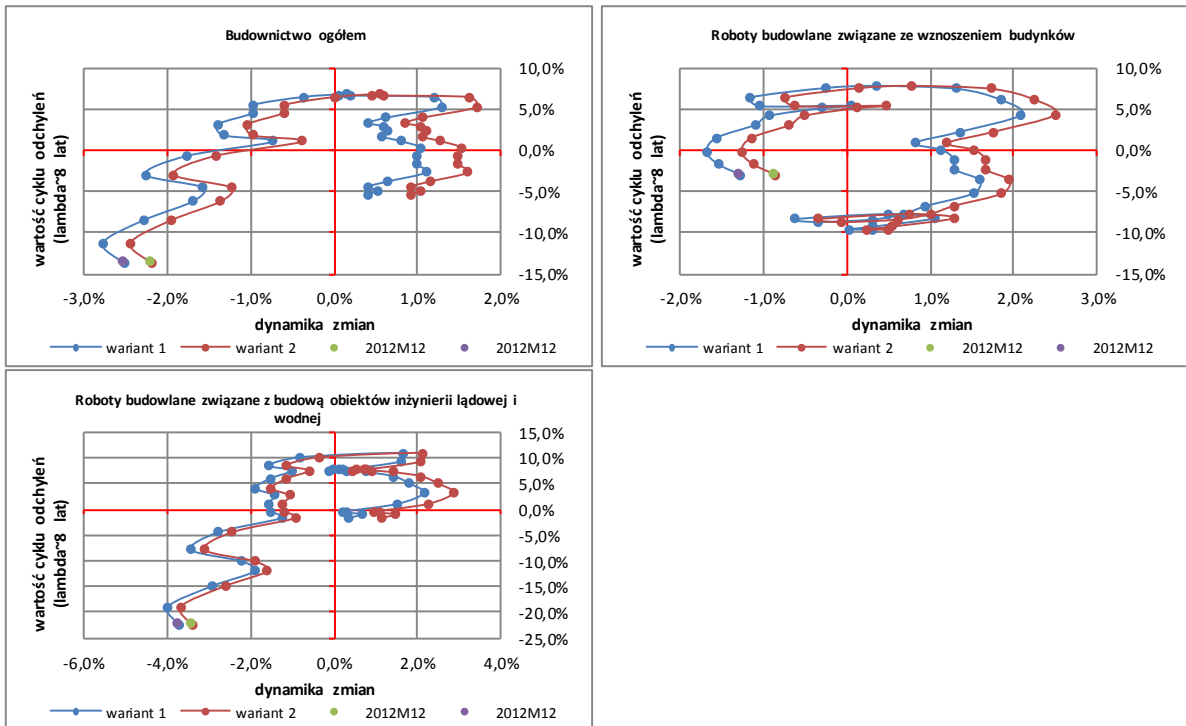 Budownictwo ogółem
wartość cyklu odchyleń
(lambda~8 lat)
10,0%
5,0%
0,0%
-5,0%
-10,0%
-15,0%
-3,0% -2,0% -1,0% 0,0% 1,0% 2,0%
dynamika zmian
wariant 1 wariant 2 2012M12 2012M12
Roboty budowlane związane ze wznoszeniem budynków
wartość cyklu odchyleń
(lambda~8 lat)
10,0%
5,0%
0,0%
-5,0%
-10,0%
-15,0%
-2,0% -1,0% 0,0% 1,0% 2,0% 3,0%
dynamika zmian
wariant 1 wariant 2 2012M12 2012M12
Roboty budowlane związane z budową obiektów inżynierii lądowej i
wodnej
wartość cyklu odchyleń
(lambda~8 lat)
15,0%
10,0%
5,0%
0,0%
-5,0%
-10,0%
-15,0%
-20,0%
-25,0%
-6,0% -4,0% -2,0% 0,0% 2,0% 4,0%
dynamika zmian
wariant 1 wariant 2 2012M12 2012M12